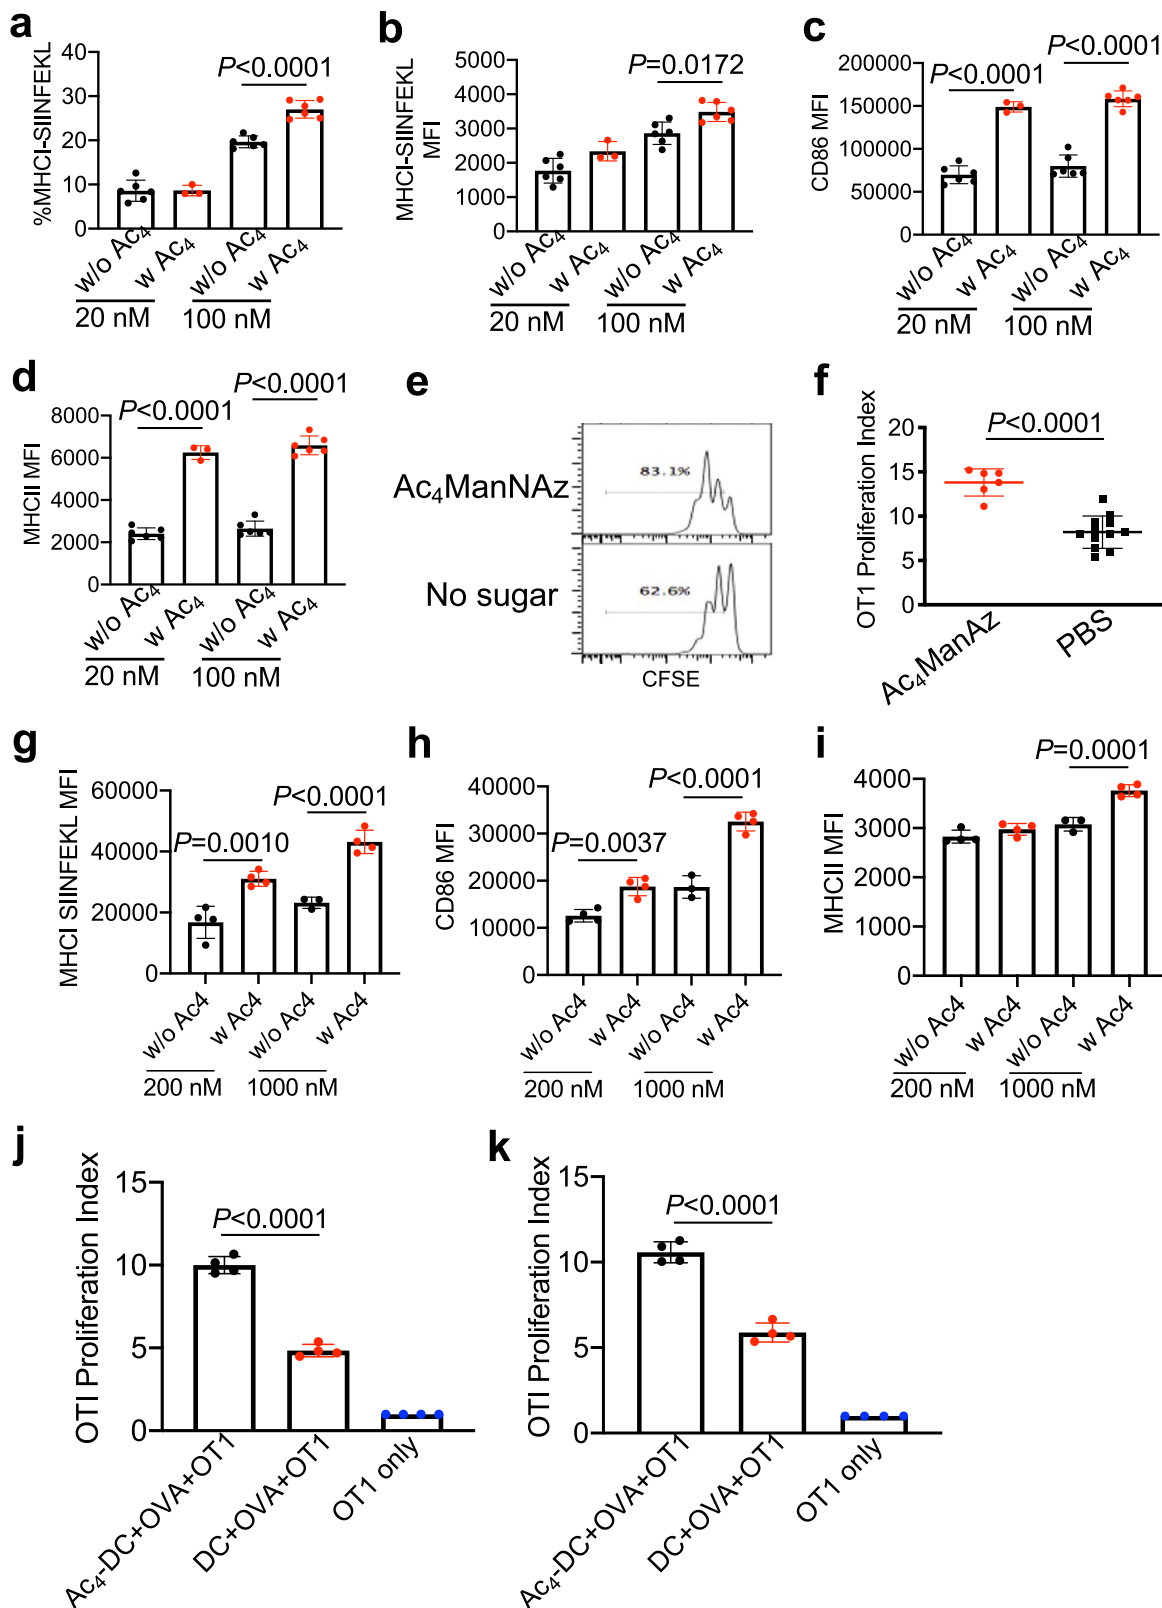 a
%MHCI-SIINFEKL
40
30
20
10
0
P<0.0001
w/o Ac₄
w Ac₄
w/o Ac₄
w Ac₄
20 nM
100 nM
b
MHCI-SIINFEKL
MFI
5000
4000
3000
2000
1000
0
P=0.0172
w/o Ac₄
w Ac₄
w/o Ac₄
w Ac₄
20 nM
100 nM
c
CD86 MFI
200000
150000
100000
50000
0
P<0.0001
P<0.0001
w/o Ac₄
w Ac₄
w/o Ac₄
w Ac₄
20 nM
100 nM
d
MHCII MFI
8000
6000
4000
2000
0
P<0.0001
P<0.0001
w/o Ac₄
w Ac₄
w/o Ac₄
w Ac₄
20 nM
100 nM
e
Ac₄ManNAz
83.1%
No sugar
62.6%
CFSE
f
OT1 Proliferation Index
20
15
10
5
0
P<0.0001
Ac₄ManAz
PBS
g
MHCI SIINFEKL MFI
60000
40000
20000
0
P=0.0010
P<0.0001
w/o Ac4
w Ac4
w/o Ac4
w Ac4
200 nM
1000 nM
h
CD86 MFI
40000
30000
20000
10000
0
P=0.0037
P<0.0001
w/o Ac4
w Ac4
w/o Ac4
w Ac4
200 nM
1000 nM
i
MHCII MFI
4000
3000
2000
1000
0
P=0.0001
w/o Ac4
w Ac4
w/o Ac4
w Ac4
200 nM
1000 nM
j
OTI Proliferation Index
15
10
5
0
P<0.0001
Ac₄-DC+OVA+OT1
DC+OVA+OT1
OT1 only
k
OTI Proliferation Index
15
10
5
0
P<0.0001
Ac₄-DC+OVA+OT1
DC+OVA+OT1
OT1 only